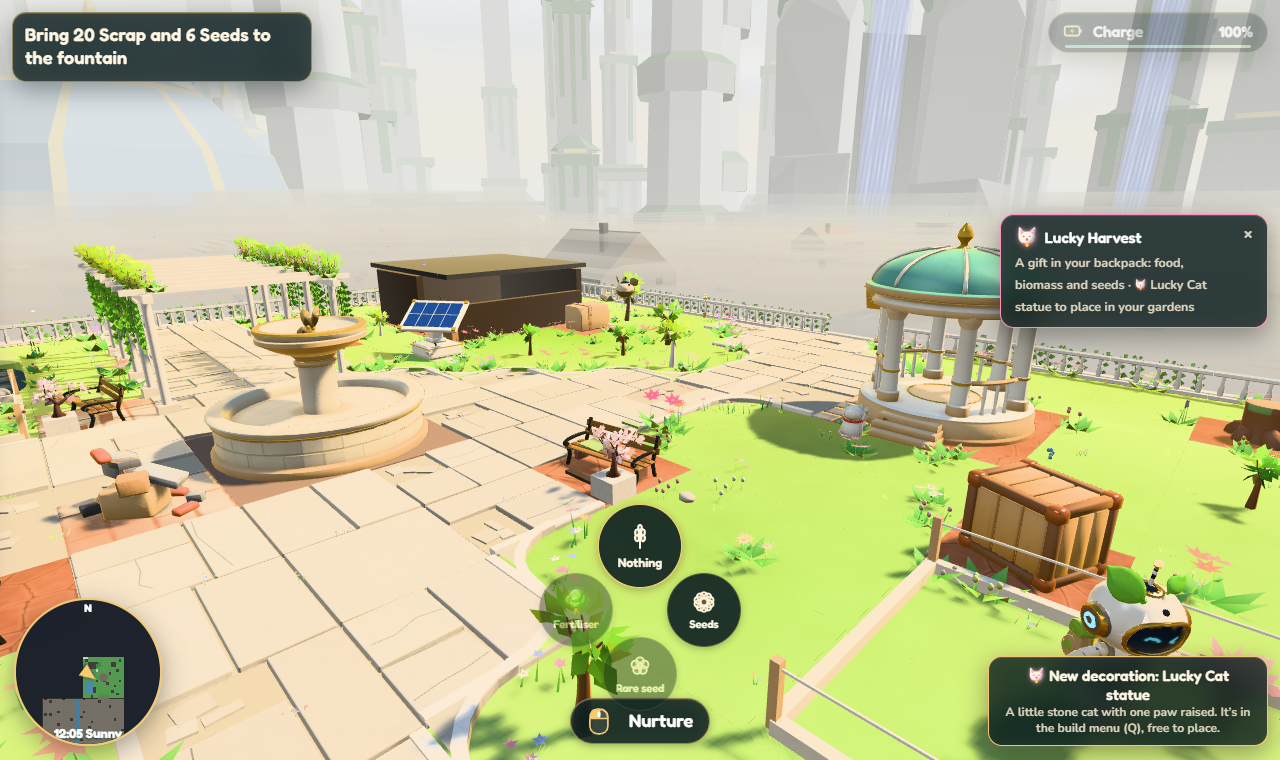 Bring 20 Scrap and 6 Seeds to
the fountain
Charge 100%
Lucky Harvest ×
A gift in your backpack: food,
biomass and seeds · Lucky Cat
statue to place in your gardens
Nothing
Fertiliser
Seeds
Rare seed
Nurture
N
12:05 Sunny
New decoration: Lucky Cat
statue
A little stone cat with one paw raised. It's in
the build menu (Q), free to place.